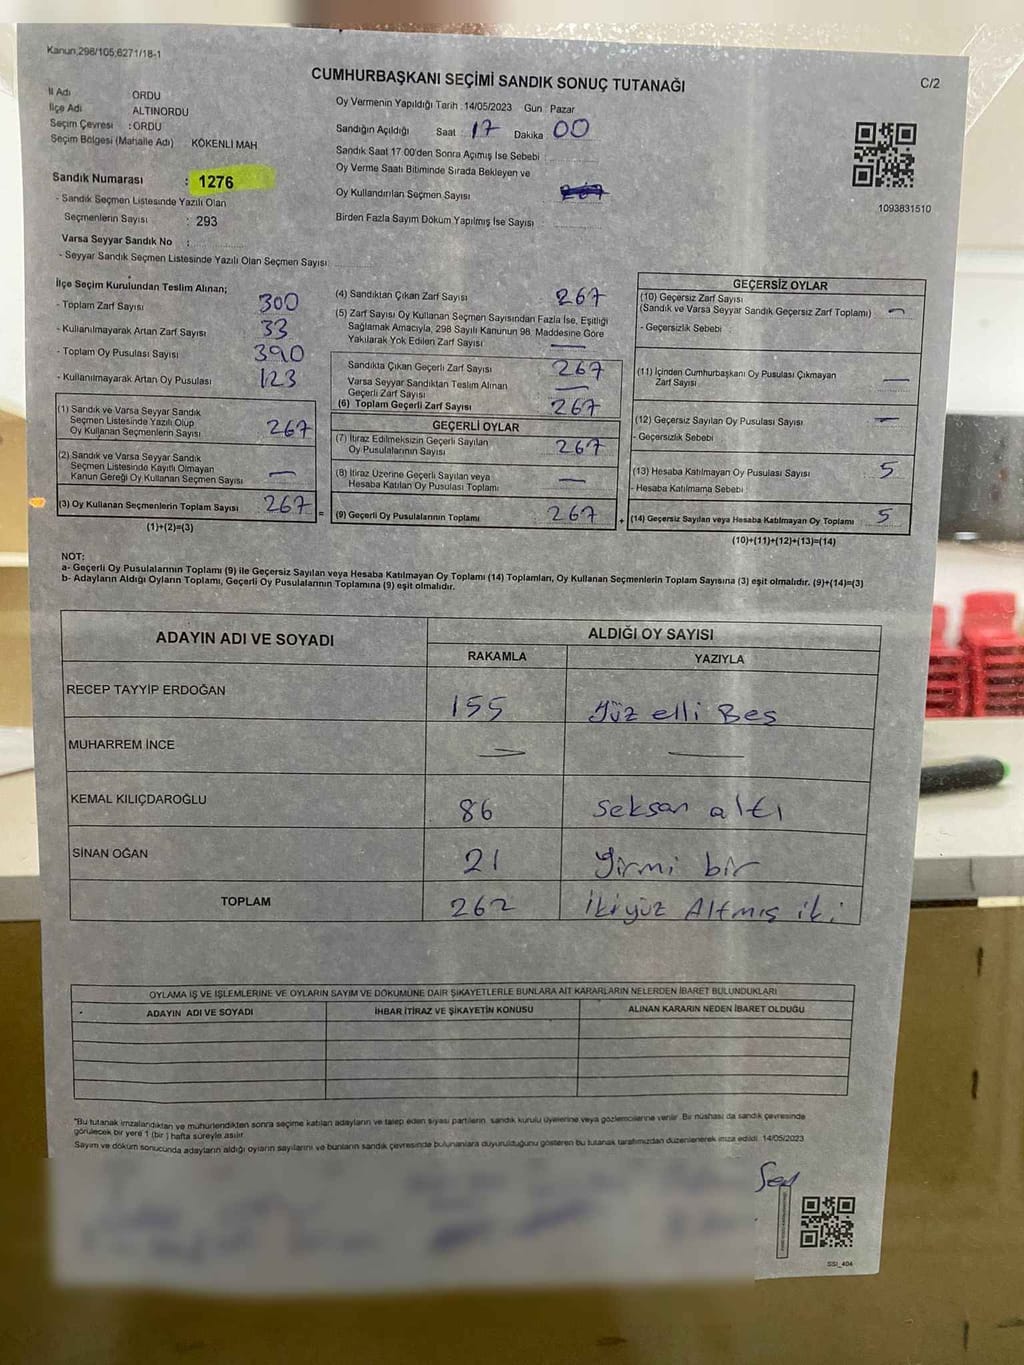 Kanun,298/105,6271/18-1
C/2
CUMHURBAŞKANI SEÇİMİ SANDIK SONUÇ TUTANAĞI
İl Adı ORDU
İlçe Adı ALTINORDU
Seçim Çevresi : ORDU
Seçim Bölgesi (Mahalle Adı) KÖKENLİ MAH
Sandık Numarası : 1276
- Sandık Seçmen Listesinde Yazılı Olan
Seçmenlerin Sayısı : 293
Varsa Seyyar Sandık No :
- Seyyar Sandık Seçmen Listesinde Yazılı Olan Seçmen Sayısı
Oy Vermenin Yapıldığı Tarih : 14/05/2023 Gün : Pazar
Sandığın Açıldığı Saat : 17 Dakika 00
Sandık Saat 17.00'den Sonra Açımış İse Sebebi
Oy Verme Saati Bitiminde Sırada Bekleyen ve
Oy Kullandırılan Seçmen Sayısı
Birden Fazla Sayım Döküm Yapılmış İse Sayısı
1093831510
İlçe Seçim Kurulundan Teslim Alınan;
- Toplam Zarf Sayısı 300
- Kullanılmayarak Artan Zarf Sayısı 33
- Toplam Oy Pusulası Sayısı 390
- Kullanılmayarak Artan Oy Pusulası 123
(1) Sandık ve Varsa Seyyar Sandık
Seçmen Listesinde Yazılı Olup
Oy Kullanan Seçmenlerin Sayısı 267
(2) Sandık ve Varsa Seyyar Sandık
Seçmen Listesinde Kayıtlı Olmayan
Kanun Gereği Oy Kullanan Seçmen Sayısı —
(3) Oy Kullanan Seçmenlerin Toplam Sayısı 267 =
(1)+(2)=(3)
(4) Sandıktan Çıkan Zarf Sayısı 267
(5) Zarf Sayısı Oy Kullanan Seçmen Sayısından Fazla İse, Eşitliği
Sağlamak Amacıyla, 298 Sayılı Kanunun 98. Maddesine Göre
Yakılarak Yok Edilen Zarf Sayısı —
Sandıkta Çıkan Geçerli Zarf Sayısı 267
Varsa Seyyar Sandıktan Teslim Alınan
Geçerli Zarf Sayısı —
(6) Toplam Geçerli Zarf Sayısı 267
GEÇERLİ OYLAR
(7) İtiraz Edilmeksizin Geçerli Sayılan
Oy Pusulalarının Sayısı 267
(8) İtiraz Üzerine Geçerli Sayılan veya
Hesaba Katılan Oy Pusulası Toplamı —
(9) Geçerli Oy Pusulalarının Toplamı 267 +
GEÇERSİZ OYLAR
(10) Geçersiz Zarf Sayısı
(Sandık ve Varsa Seyyar Sandık Geçersiz Zarf Toplamı) —
- Geçersizlik Sebebi :
(11) İçinden Cumhurbaşkanı Oy Pusulası Çıkmayan
Zarf Sayısı —
(12) Geçersiz Sayılan Oy Pusulası Sayısı —
- Geçersizlik Sebebi
(13) Hesaba Katılmayan Oy Pusulası Sayısı 5
- Hesaba Katılmama Sebebi
(14) Geçersiz Sayılan veya Hesaba Katılmayan Oy Toplamı 5
(10)+(11)+(12)+(13)=(14)
NOT:
a- Geçerli Oy Pusulalarının Toplamı (9) ile Geçersiz Sayılan veya Hesaba Katılmayan Oy Toplamı (14) Toplamları, Oy Kullanan Seçmenlerin Toplam Sayısına (3) eşit olmalıdır. (9)+(14)=(3)
b- Adayların Aldığı Oyların Toplamı, Geçerli Oy Pusulalarının Toplamına (9) eşit olmalıdır.
ADAYIN ADI VE SOYADI ALDIĞI OY SAYISI
RAKAMLA YAZIYLA
RECEP TAYYİP ERDOĞAN 155 Yüz elli Beş
MUHARREM İNCE — —
KEMAL KILIÇDAROĞLU 86 Seksan altı
SİNAN OĞAN 21 Yirmi bir
TOPLAM 262 İkiyüz Altmış iki
OYLAMA İŞ VE İŞLEMLERİNE VE OYLARIN SAYIM VE DÖKÜMÜNE DAİR ŞİKAYETLERLE BUNLARA AİT KARARLARIN NELERDEN İBARET BULUNDUKLARI
ADAYIN ADI VE SOYADI İHBAR İTİRAZ VE ŞİKAYETİN KONUSU ALINAN KARARIN NEDEN İBARET OLDUĞU
*Bu tutanak imzalandıktan ve mühürlendikten sonra seçime katılan adayların ve talep eden siyasi partilerin sandık kurulu üyelerine veya gözlemcilerine verilir. Bir nüshası da sandık çevresinde
görülecek bir yere 1 (bir ) hafta süreyle asılır.
Sayım ve döküm sonucunda adayların aldığı oyların sayılarını ve bunların sandık çevresinde bulunanlara duyurulduğunu gösteren bu tutanak tarafımızdan düzenlenerek imza edildi. 14/05/2023
SSI_404